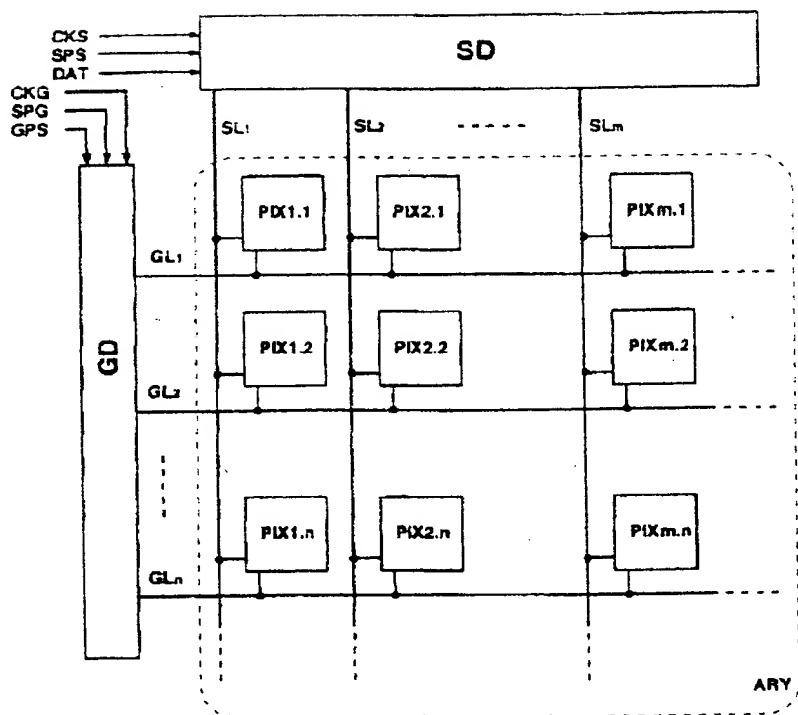 CKS
SPS
DAT
SD
CKG
SPG
GPS
SL1 SL2 SLm
PIX1.1 PIX2.1 PIXm.1
GL1
PIX1.2 PIX2.2 PIXm.2
GD
GL2
PIX1.n PIX2.n PIXm.n
GLn
ARY